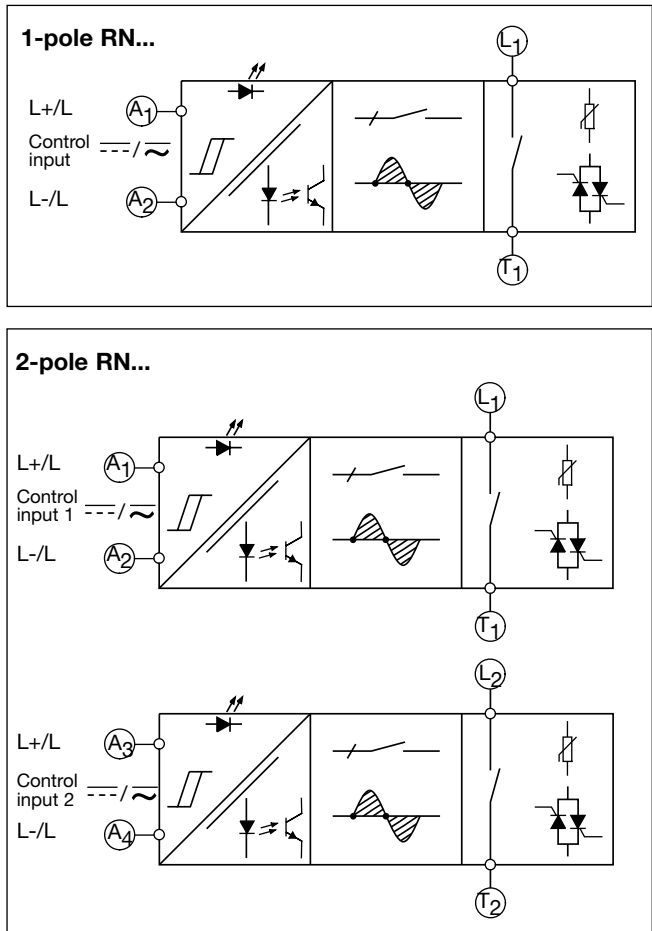 1-pole RN...
L1
L+/L
A1
Control
input
L-/L
A2
T1
2-pole RN...
L1
L+/L
A1
Control
input 1
L-/L
A2
T1
L2
L+/L
A3
Control
input 2
L-/L
A4
T2